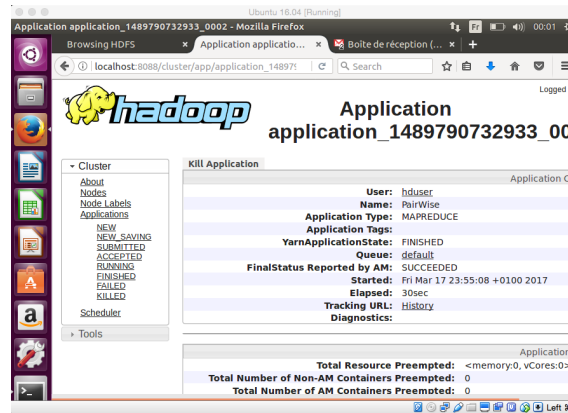 Ubuntu 16.04 [Running]
Application application_1489790732933_0002 - Mozilla Firefox Fr 00:01
Browsing HDFS × Application applicatio... × Boîte de réception (... × +
localhost:8088/cluster/app/application_14897 Search
Logged
hadoop
Application
application_1489790732933_00
Cluster
About
Nodes
Node Labels
Applications
NEW
NEW_SAVING
SUBMITTED
ACCEPTED
RUNNING
FINISHED
FAILED
KILLED
Scheduler
Tools
Kill Application
Application O
User: hduser
Name: PairWise
Application Type: MAPREDUCE
Application Tags:
YarnApplicationState: FINISHED
Queue: default
FinalStatus Reported by AM: SUCCEEDED
Started: Fri Mar 17 23:55:08 +0100 2017
Elapsed: 30sec
Tracking URL: History
Diagnostics:
Application
Total Resource Preempted: <memory:0, vCores:0>
Total Number of Non-AM Containers Preempted: 0
Total Number of AM Containers Preempted: 0
Left ⌘